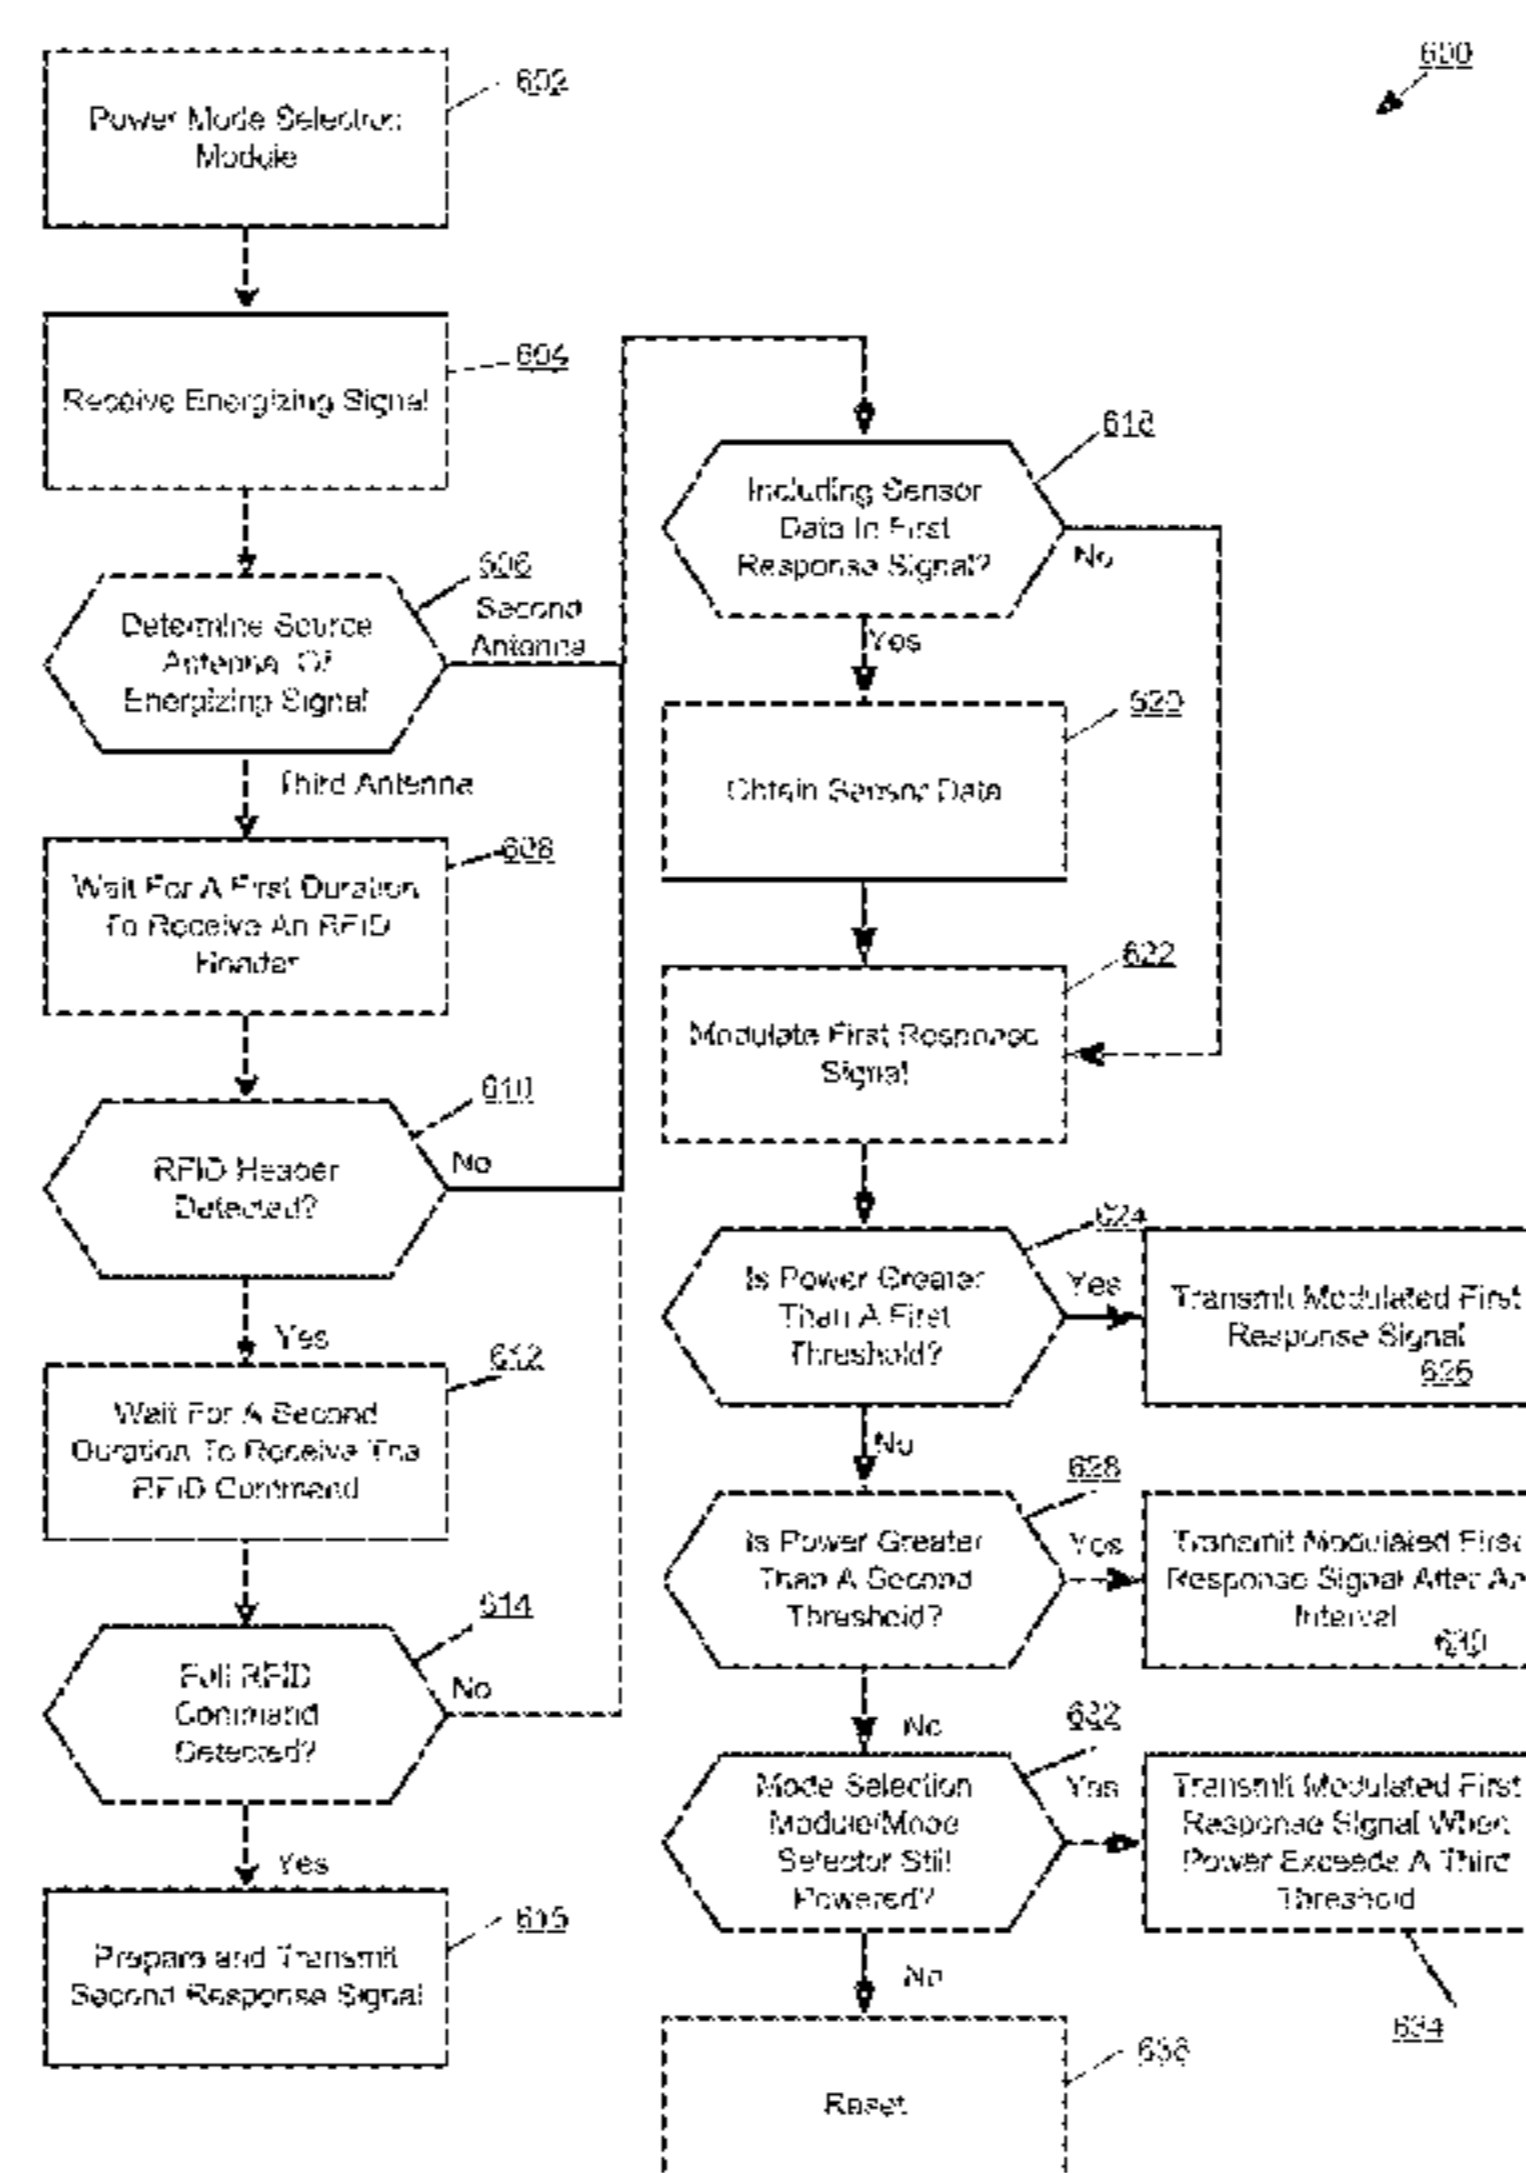 600
602
Power Mode Selection
Module
604
Receive Energizing Signal
606
Determine Source
Antenna Of
Energizing Signal
Second
Antenna
Third Antenna
608
Wait For A First Duration
To Receive An RFID
Header
610
RFID Header
Detected?
No
Yes
612
Wait For A Second
Duration To Receive The
RFID Command
614
Full RFID
Command
Detected?
No
Yes
616
Prepare and Transmit
Second Response Signal
618
Including Sensor
Data In First
Response Signal?
No
Yes
620
Obtain Sensor Data
622
Modulate First Response
Signal
624
Is Power Greater
Than A First
Threshold?
Yes
Transmit Modulated First
Response Signal
626
No
628
Is Power Greater
Than A Second
Threshold?
Yes
Transmit Modulated First
Response Signal After An
Interval
630
No
632
Mode Selection
Module/Mode
Selector Still
Powered?
Yes
Transmit Modulated First
Response Signal When
Power Exceeds A Third
Threshold
634
No
636
Reset